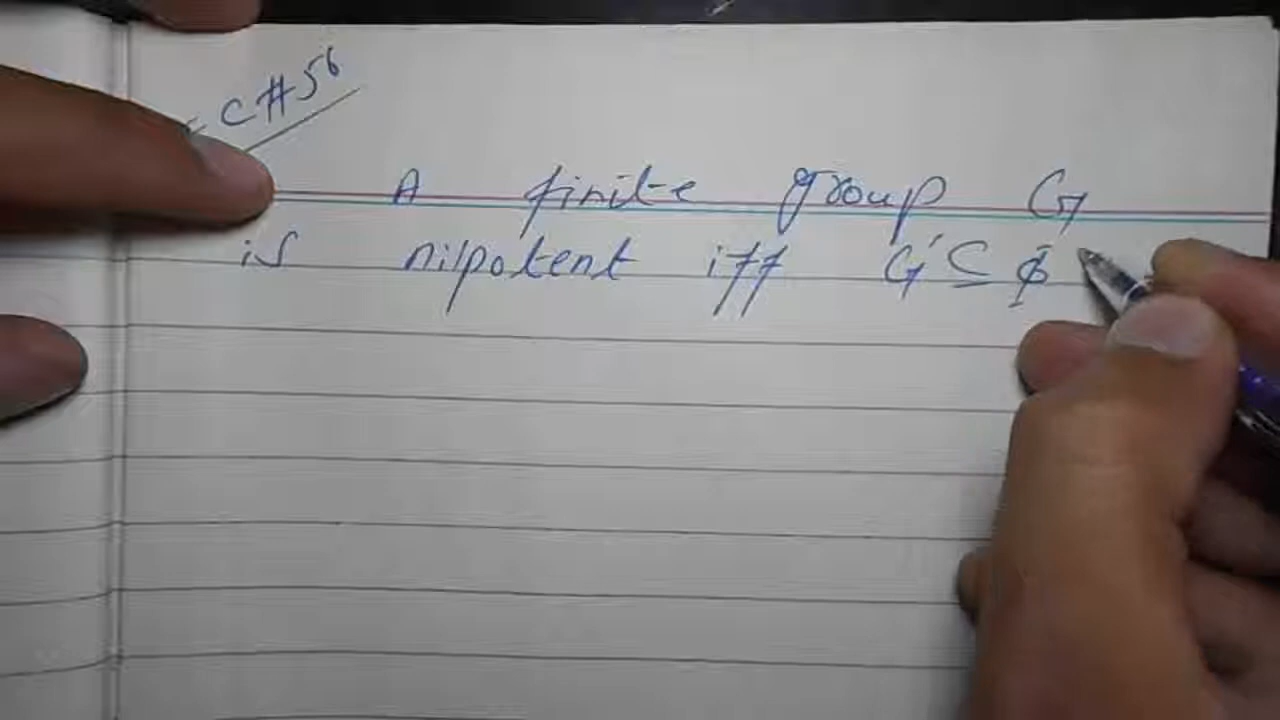 C#56
A finite group G
is nilpotent iff G' ⊆ ϕ